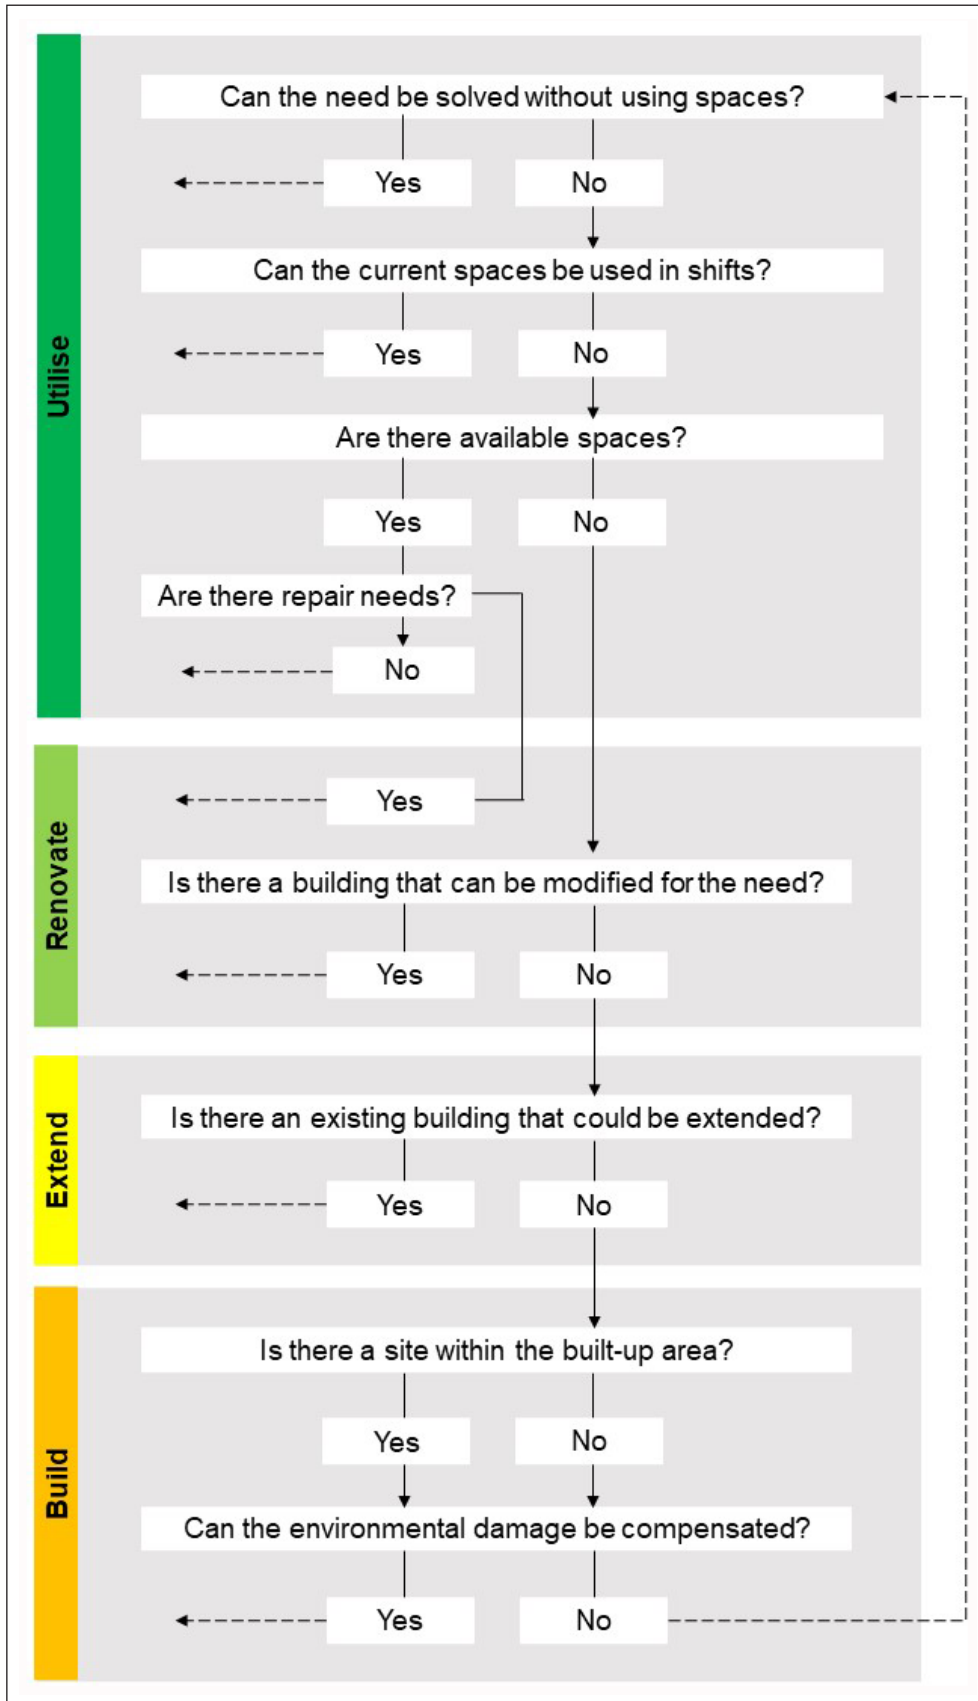 Utilise
Can the need be solved without using spaces?
Yes
No
Can the current spaces be used in shifts?
Yes
No
Are there available spaces?
Yes
No
Are there repair needs?
No
Renovate
Yes
Is there a building that can be modified for the need?
Yes
No
Extend
Is there an existing building that could be extended?
Yes
No
Build
Is there a site within the built-up area?
Yes
No
Can the environmental damage be compensated?
Yes
No